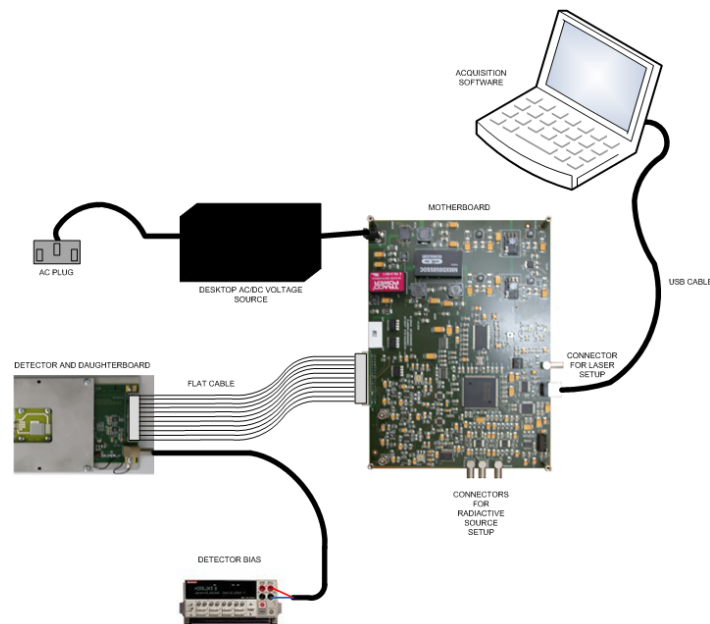 ACQUISITION
SOFTWARE
MOTHERBOARD
AC PLUG
DESKTOP AC/DC VOLTAGE
SOURCE
USB CABLE
DETECTOR AND DAUGHTERBOARD
FLAT CABLE
CONNECTOR
FOR LASER
SETUP
CONNECTORS
FOR
RADIACTIVE
SOURCE
SETUP
DETECTOR BIAS